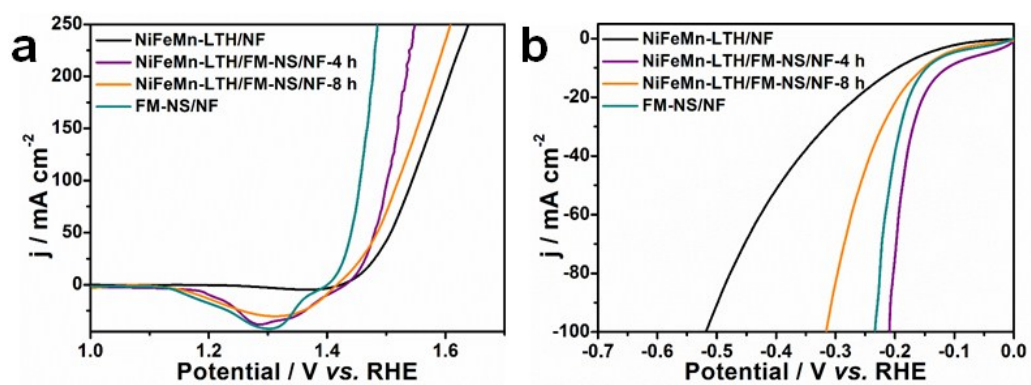 a
250
200
150
100
50
0
j / mA cm-2
NiFeMn-LTH/NF
NiFeMn-LTH/FM-NS/NF-4 h
NiFeMn-LTH/FM-NS/NF-8 h
FM-NS/NF
1.0 1.2 1.4 1.6
Potential / V vs. RHE
b
0
-20
-40
-60
-80
-100
j / mA cm-2
NiFeMn-LTH/NF
NiFeMn-LTH/FM-NS/NF-4 h
NiFeMn-LTH/FM-NS/NF-8 h
FM-NS/NF
-0.7 -0.6 -0.5 -0.4 -0.3 -0.2 -0.1 0.0
Potential / V vs. RHE